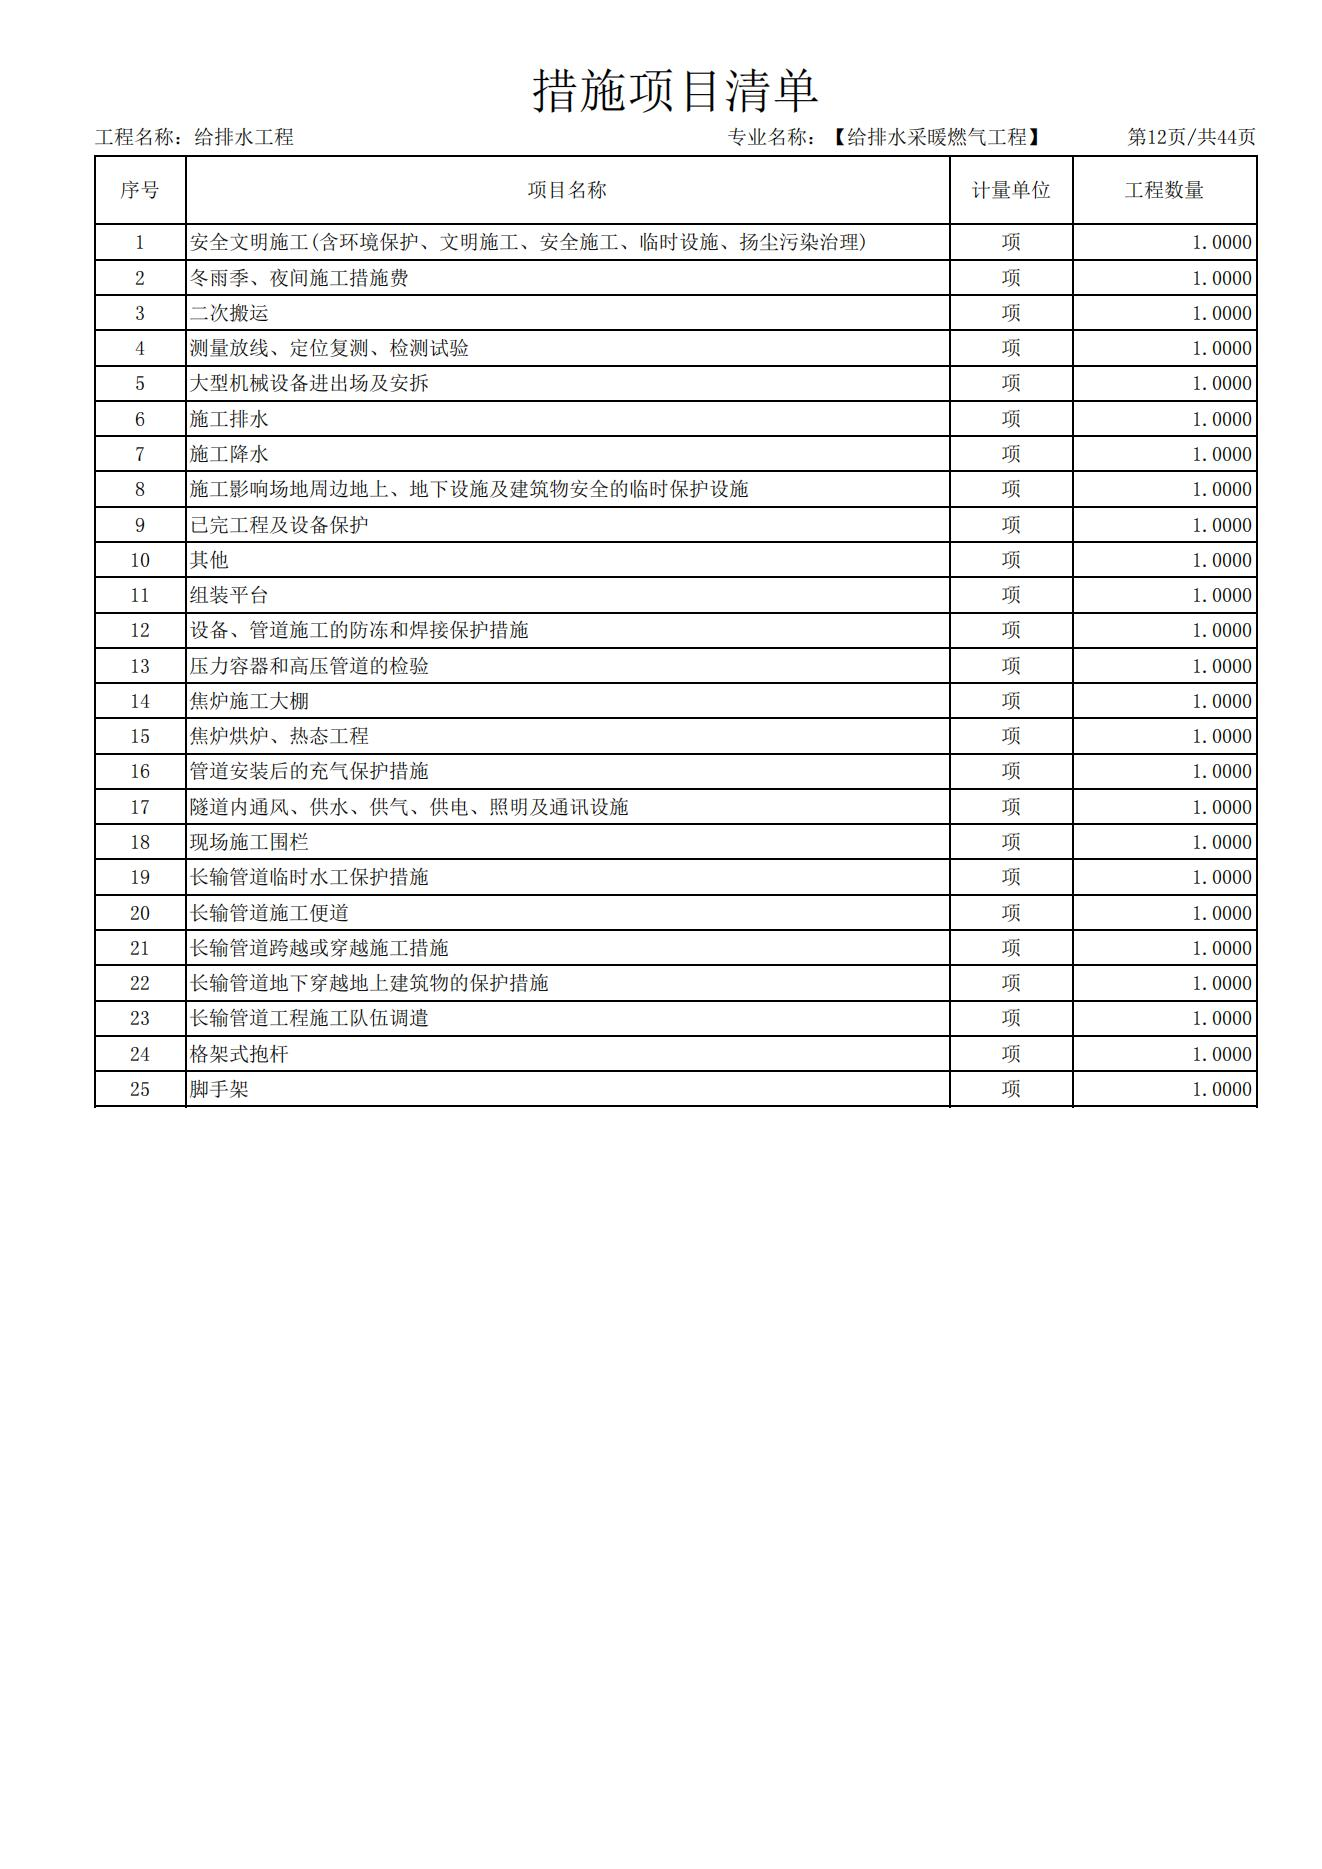 措施项目清单
工程名称：给排水工程 专业名称：【给排水采暖燃气工程】 第12页/共44页
序号 项目名称 计量单位 工程数量
1 安全文明施工(含环境保护、文明施工、安全施工、临时设施、扬尘污染治理) 项 1.0000
2 冬雨季、夜间施工措施费 项 1.0000
3 二次搬运 项 1.0000
4 测量放线、定位复测、检测试验 项 1.0000
5 大型机械设备进出场及安拆 项 1.0000
6 施工排水 项 1.0000
7 施工降水 项 1.0000
8 施工影响场地周边地上、地下设施及建筑物安全的临时保护设施 项 1.0000
9 已完工程及设备保护 项 1.0000
10 其他 项 1.0000
11 组装平台 项 1.0000
12 设备、管道施工的防冻和焊接保护措施 项 1.0000
13 压力容器和高压管道的检验 项 1.0000
14 焦炉施工大棚 项 1.0000
15 焦炉烘炉、热态工程 项 1.0000
16 管道安装后的充气保护措施 项 1.0000
17 隧道内通风、供水、供气、供电、照明及通讯设施 项 1.0000
18 现场施工围栏 项 1.0000
19 长输管道临时水工保护措施 项 1.0000
20 长输管道施工便道 项 1.0000
21 长输管道跨越或穿越施工措施 项 1.0000
22 长输管道地下穿越地上建筑物的保护措施 项 1.0000
23 长输管道工程施工队伍调遣 项 1.0000
24 格架式抱杆 项 1.0000
25 脚手架 项 1.0000